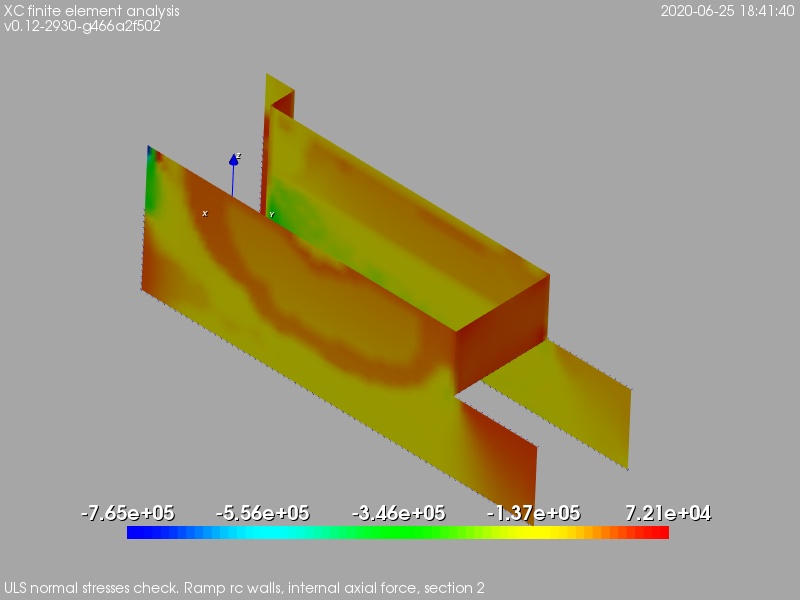 XC finite element analysis
v0.12-2930-g466a2f502
2020-06-25 18:41:40
Z
X
Y
-7.65e+05 -5.56e+05 -3.46e+05 -1.37e+05 7.21e+04
ULS normal stresses check. Ramp rc walls, internal axial force, section 2